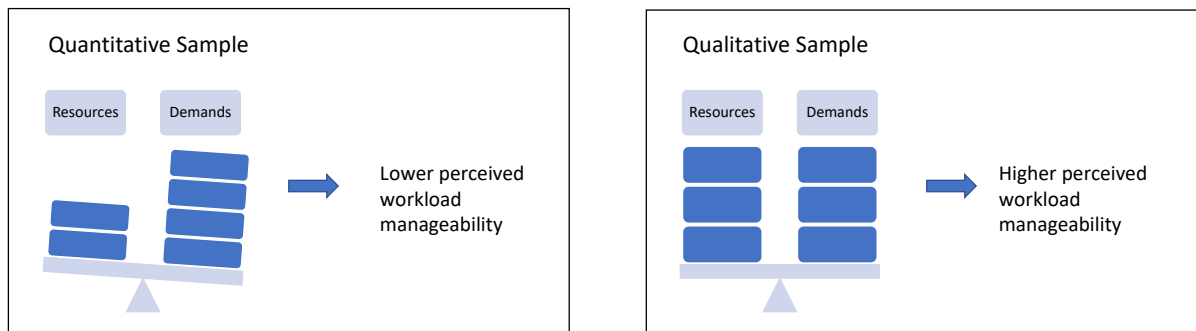 Quantitative Sample
Resources
Demands
Lower perceived
workload
manageability
Qualitative Sample
Resources
Demands
Higher perceived
workload
manageability